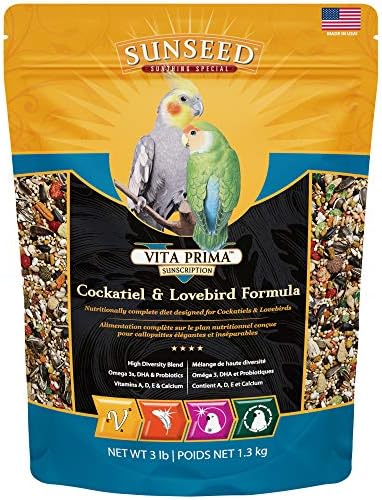 MADE IN USA!
SUNSEED
SUNTHING SPECIAL
VITA PRIMA™
SUNSCRIPTION
Cockatiel & Lovebird Formula
Nutritionally complete diet designed for Cockatiels & Lovebirds
Alimentation complète sur le plan nutritionnel conçue
pour callopsittes élégantes et inséparables
High Diversity Blend
Omega 3s, DHA & Probiotics
Vitamins A, D, E & Calcium
Mélange de haute diversité
Oméga 3, DHA et Probiotiques
Contient A, D, E et Calcium
V
NET WT 3 lb | POIDS NET 1.3 kg